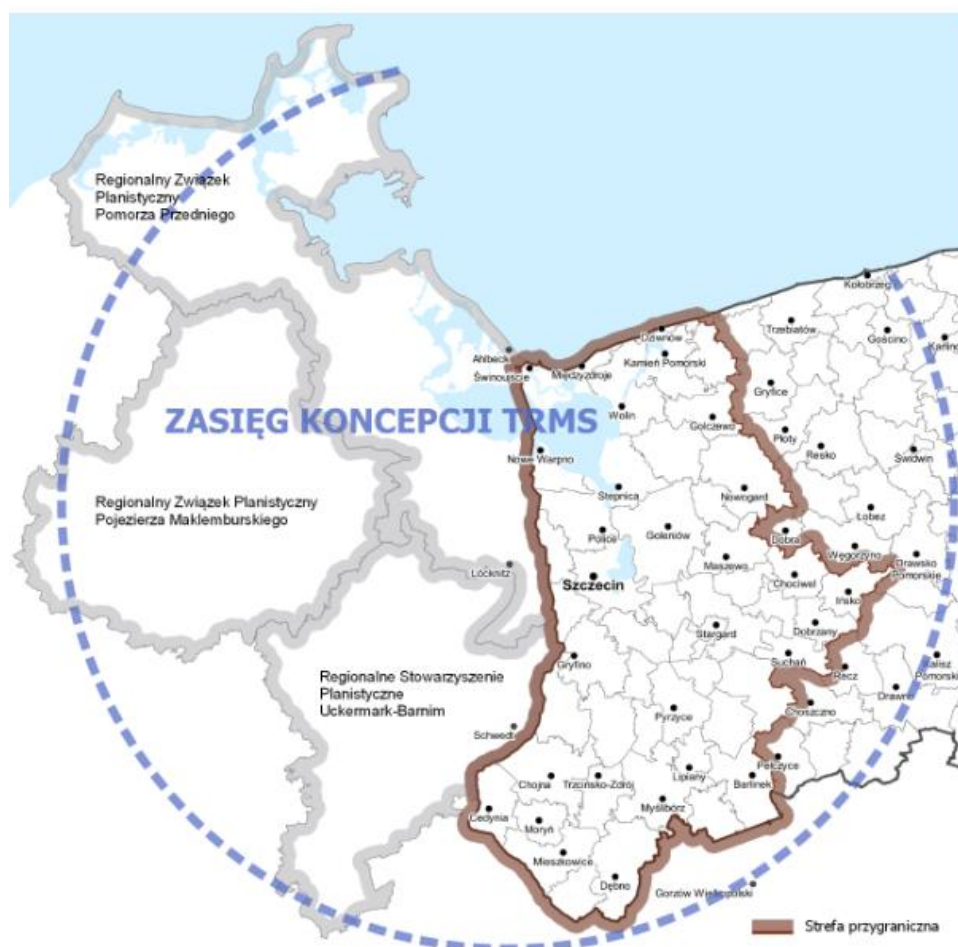 Regionalny Związek
Planistyczny
Pomorza Przedniego
Kołobrzeg
Trzebiatów
Gościno
Karlino
Dziwnów
Ahlbeck
Kamień Pomorski
Świnoujście
Międzyzdroje
Gryfice
Wolin
Golczewo
ZASIĘG KONCEPCJI TRMS
Płoty
Resko
Świdwin
Nowe Warpno
Regionalny Związek Planistyczny
Pojezierza Maklemburskiego
Stepnica
Nowogard
Łobez
Police
Goleniów
Dobra
Węgorzyno
Drawsko
Pomorskie
Löcknitz
Maszewo
Szczecin
Chociwel
Ińsko
Stargard
Dobrzany
Gryfino
Suchań
Recz
Kalisz
Pomorski
Regionalne Stowarzyszenie
Planistyczne
Uckermark-Barnim
Drawno
Choszczno
Pyrzyce
Schwedt
Pełczyce
Chojna
Trzcińsko-Zdrój
Lipiany
Barlinek
Cedynia
Myślibórz
Moryń
Mieszkowice
Dębno
Gorzów Wielkopolski
Strefa przygraniczna